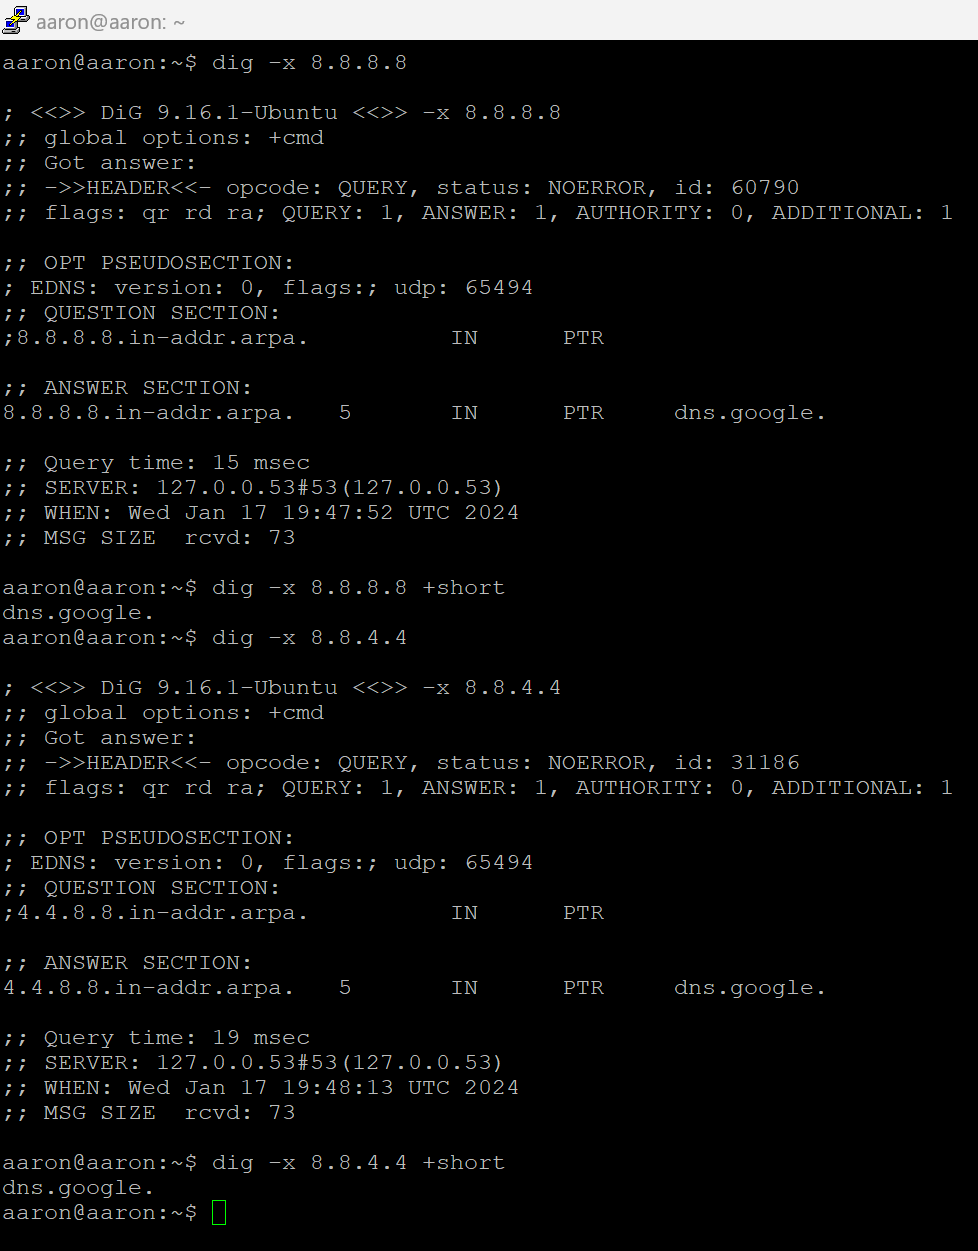 aaron@aaron: ~
aaron@aaron:~$ dig -x 8.8.8.8
; <<>> DiG 9.16.1-Ubuntu <<>> -x 8.8.8.8
;; global options: +cmd
;; Got answer:
;; ->>HEADER<<- opcode: QUERY, status: NOERROR, id: 60790
;; flags: qr rd ra; QUERY: 1, ANSWER: 1, AUTHORITY: 0, ADDITIONAL: 1
;; OPT PSEUDOSECTION:
; EDNS: version: 0, flags:; udp: 65494
;; QUESTION SECTION:
;8.8.8.8.in-addr.arpa. IN PTR
;; ANSWER SECTION:
8.8.8.8.in-addr.arpa. 5 IN PTR dns.google.
;; Query time: 15 msec
;; SERVER: 127.0.0.53#53(127.0.0.53)
;; WHEN: Wed Jan 17 19:47:52 UTC 2024
;; MSG SIZE  rcvd: 73
aaron@aaron:~$ dig -x 8.8.8.8 +short
dns.google.
aaron@aaron:~$ dig -x 8.8.4.4
; <<>> DiG 9.16.1-Ubuntu <<>> -x 8.8.4.4
;; global options: +cmd
;; Got answer:
;; ->>HEADER<<- opcode: QUERY, status: NOERROR, id: 31186
;; flags: qr rd ra; QUERY: 1, ANSWER: 1, AUTHORITY: 0, ADDITIONAL: 1
;; OPT PSEUDOSECTION:
; EDNS: version: 0, flags:; udp: 65494
;; QUESTION SECTION:
;4.4.8.8.in-addr.arpa. IN PTR
;; ANSWER SECTION:
4.4.8.8.in-addr.arpa. 5 IN PTR dns.google.
;; Query time: 19 msec
;; SERVER: 127.0.0.53#53(127.0.0.53)
;; WHEN: Wed Jan 17 19:48:13 UTC 2024
;; MSG SIZE  rcvd: 73
aaron@aaron:~$ dig -x 8.8.4.4 +short
dns.google.
aaron@aaron:~$